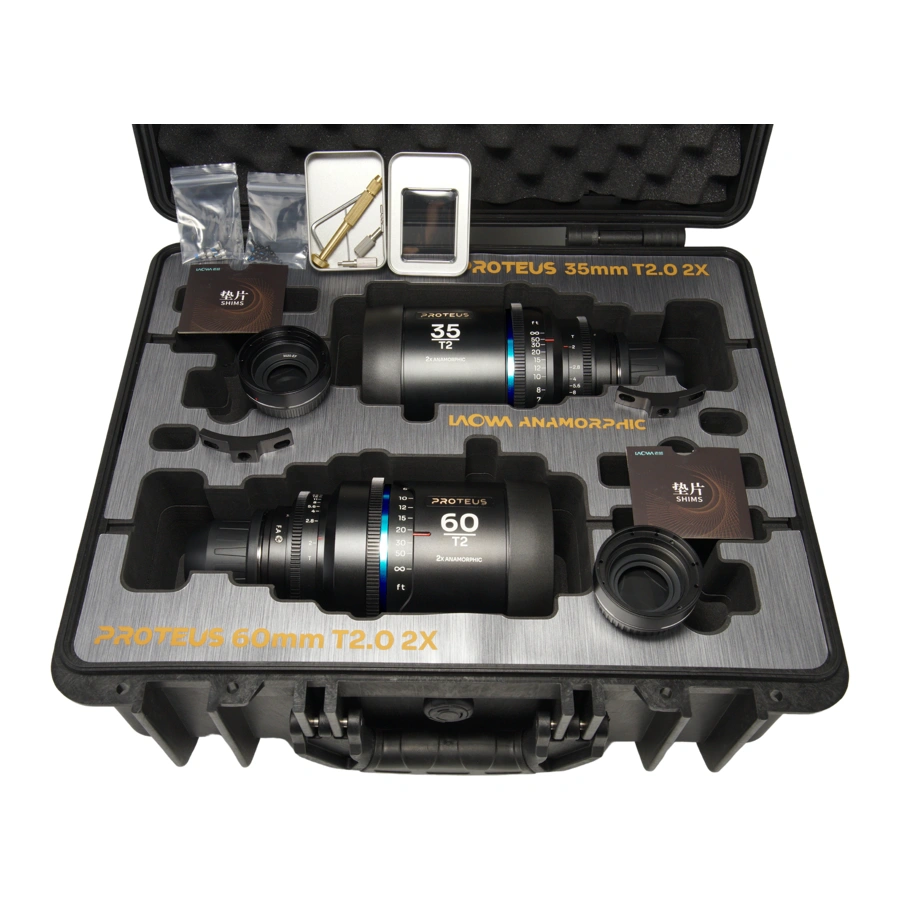 PROTEUS 35mm T2.0 2X
LAOWA
垫片
SHIMS
PROTEUS
35
T2
2X ANAMORPHIC
ft
∞
50
30
20
15
12
10
8
7
LAOWA ANAMORPHIC
LAOWA
垫片
SHIMS
PROTEUS
60
T2
2X ANAMORPHIC
10
12
15
20
30
50
∞
ft
2.8
PROTEUS 60mm T2.0 2X